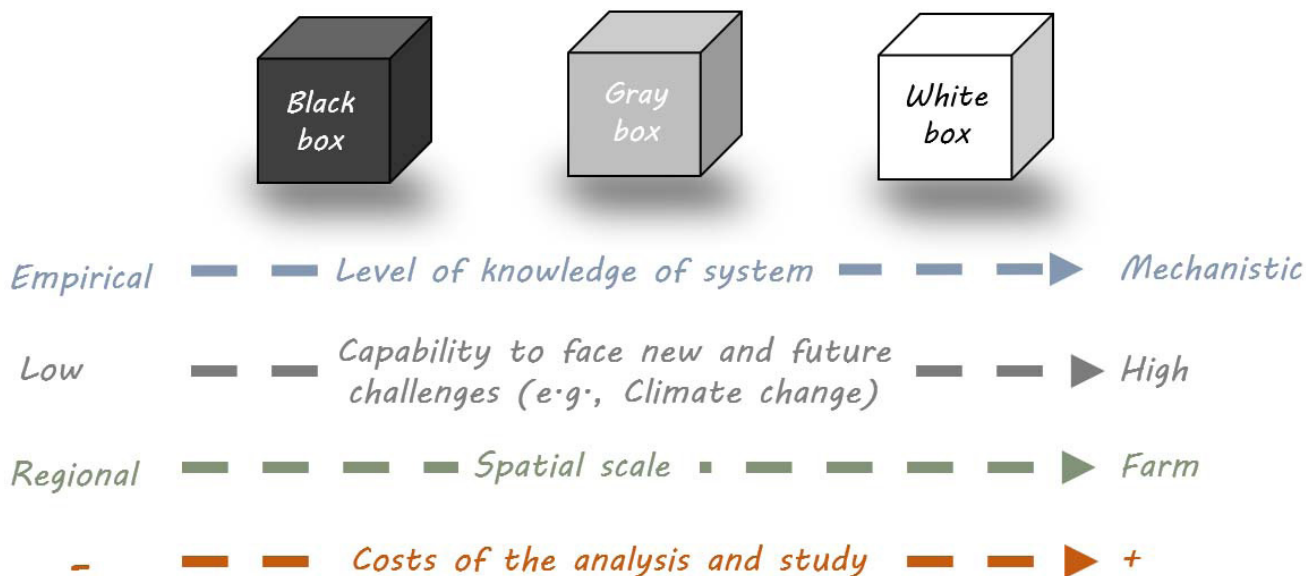 Black
box
Gray
box
White
box
Empirical Level of knowledge of system Mechanistic
Low Capability to face new and future
challenges (e.g., Climate change) High
Regional Spatial scale Farm
- Costs of the analysis and study +